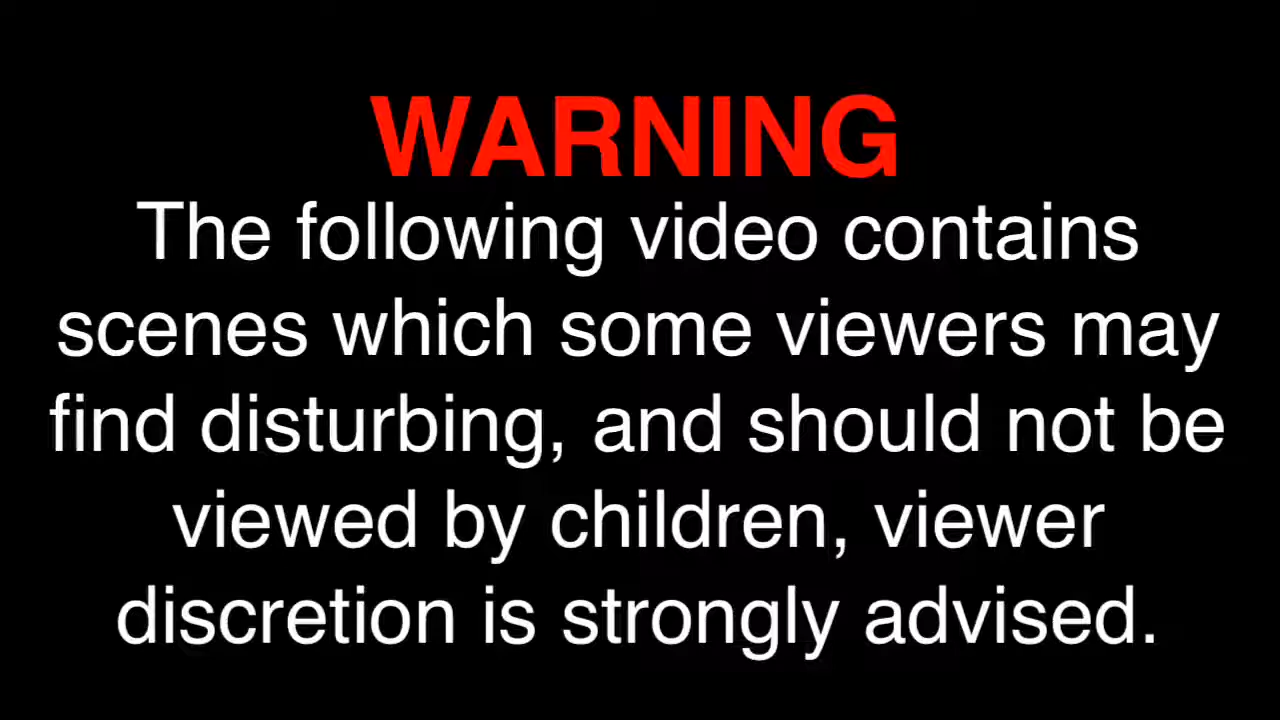 WARNING
The following video contains
scenes which some viewers may
find disturbing, and should not be
viewed by children, viewer
discretion is strongly advised.